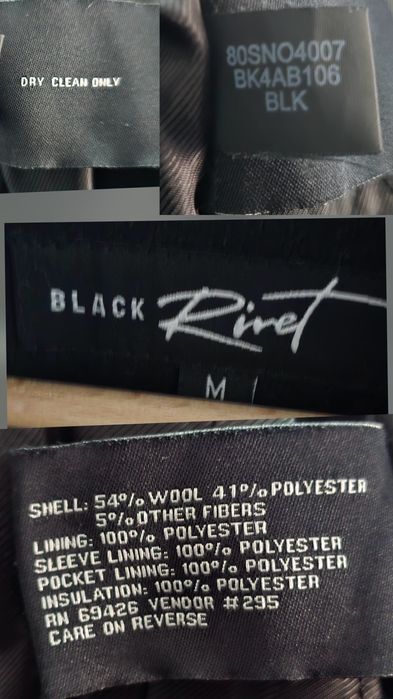 DRY CLEAN ONLY
80SNO4007
BK4AB106
BLK
BLACK Rivet
M
SHELL: 54% WOOL 41% POLYESTER
5% OTHER FIBERS
LINING: 100% POLYESTER
SLEEVE LINING: 100% POLYESTER
POCKET LINING: 100% POLYESTER
INSULATION: 100% POLYESTER
RN 69426 VENDOR #295
CARE ON REVERSE